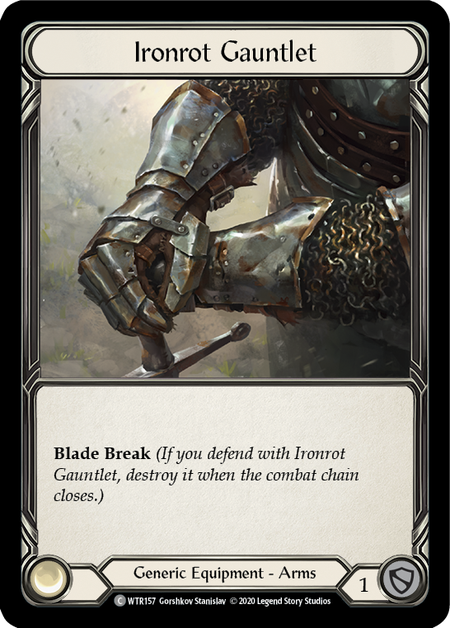 Ironrot Gauntlet
Blade Break (If you defend with Ironrot
Gauntlet, destroy it when the combat chain
closes.)
Generic Equipment - Arms
1
C WTR157 Gorshkov Stanislav © 2020 Legend Story Studios